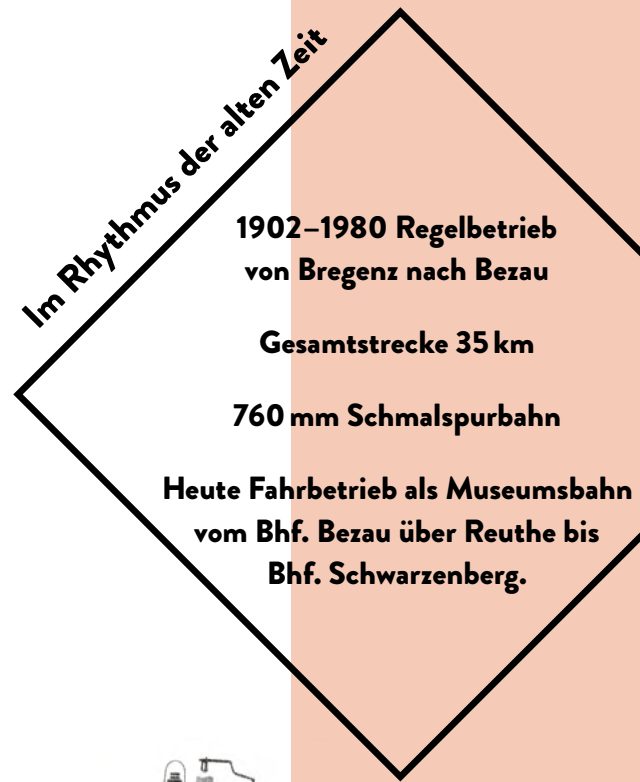 Im Rhythmus der alten Zeit
1902–1980 Regelbetrieb
von Bregenz nach Bezau
Gesamtstrecke 35 km
760 mm Schmalspurbahn
Heute Fahrbetrieb als Museumsbahn
vom Bhf. Bezau über Reuthe bis
Bhf. Schwarzenberg.